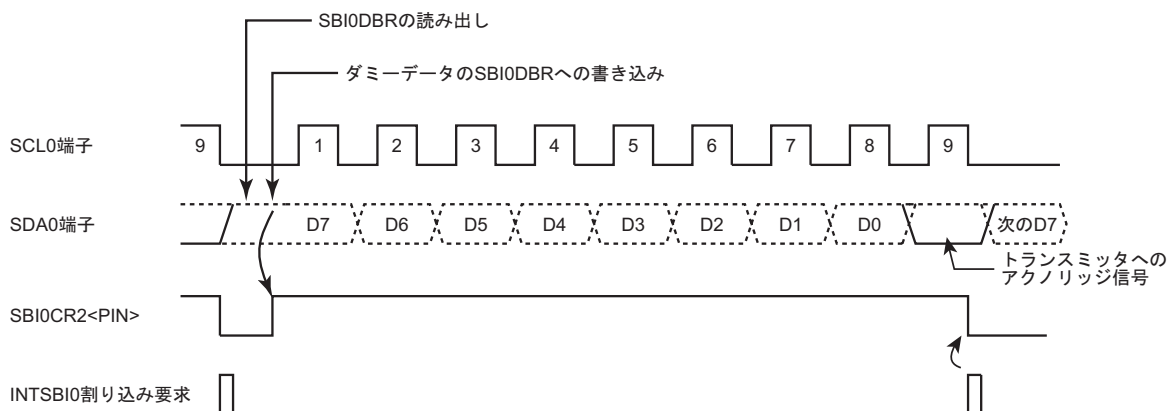 SBI0DBRの読み出し
ダミーデータのSBI0DBRへの書き込み
SCL0端子 9 1 2 3 4 5 6 7 8 9
SDA0端子 D7 D6 D5 D4 D3 D2 D1 D0 次のD7
トランスミッタへの
アクノリッジ信号
SBI0CR2<PIN>
INTSBI0割り込み要求